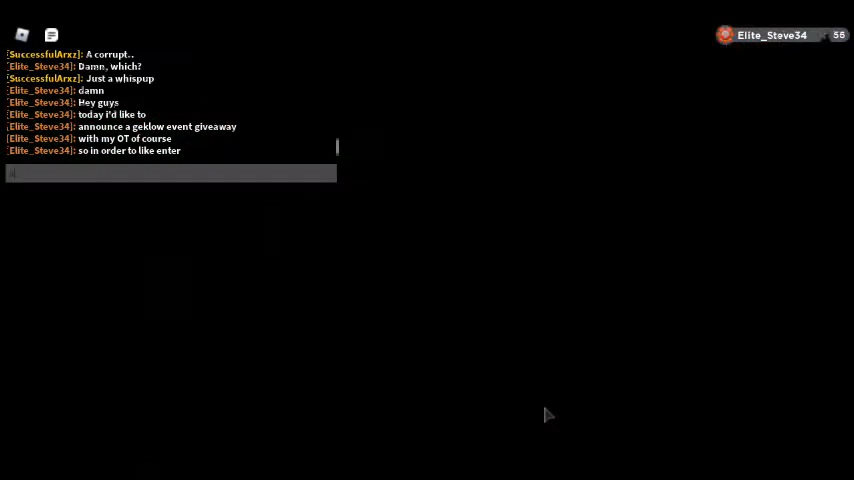 Elite_Steve34 56
[SuccessfulArxz]: A corrupt..
[Elite_Steve34]: Damn, which?
[SuccessfulArxz]: Just a whispup
[Elite_Steve34]: damn
[Elite_Steve34]: Hey guys
[Elite_Steve34]: today i'd like to
[Elite_Steve34]: announce a geklow event giveaway
[Elite_Steve34]: with my OT of course
[Elite_Steve34]: so in order to like enter